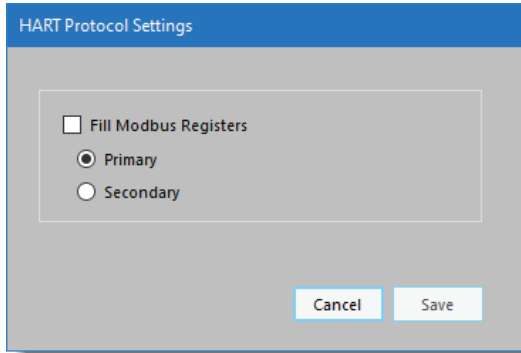 HART Protocol Settings
Fill Modbus Registers
Primary
Secondary
Cancel Save